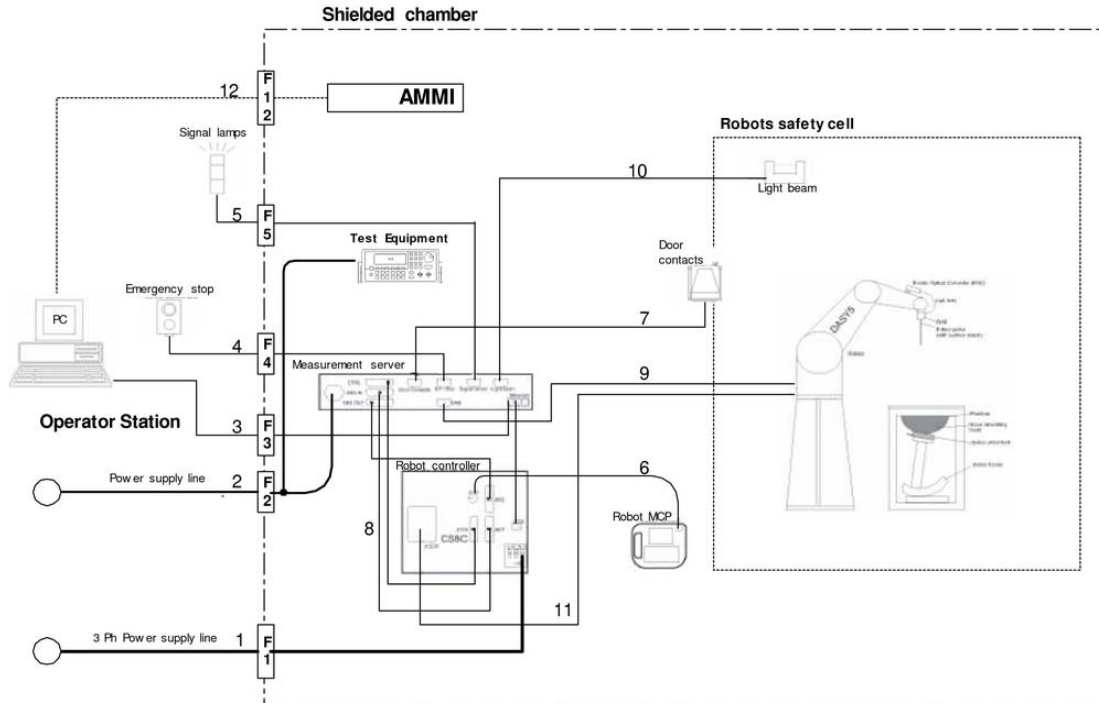 Shielded chamber
12
F
1
2
AMMI
Signal lamps
Robots safety cell
10
Light beam
5
F
5
Test Equipment
Door
contacts
Emergency stop
PC
DASY5
7
4
F
4
Measurement server
9
Operator Station
3
F
3
Robot controller
6
Power supply line
2
F
2
Robot MCP
8
CS8C
11
3 Ph Power supply line
1
F
1